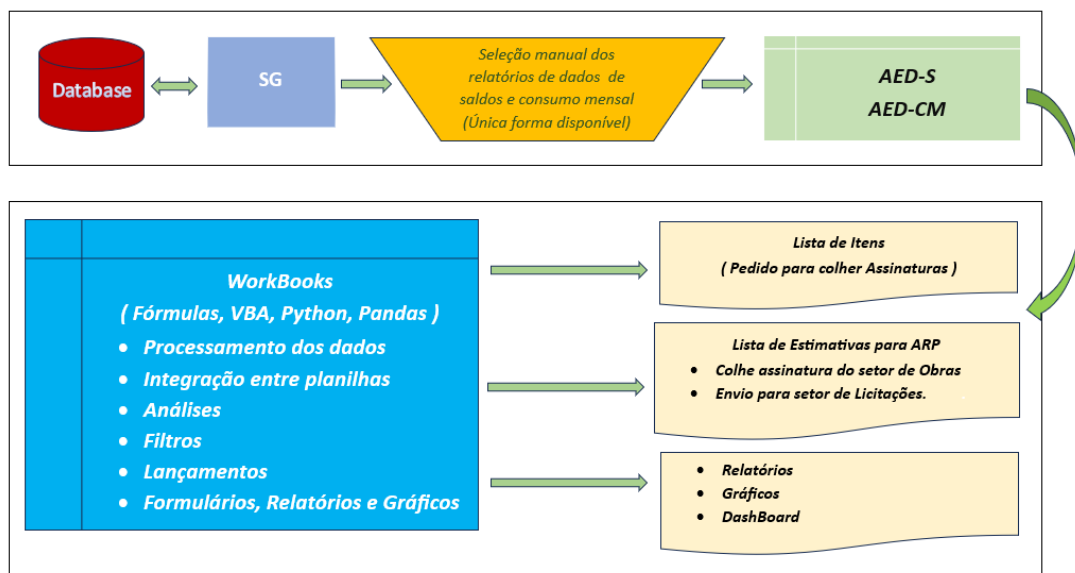 Database
SG
Seleção manual dos
relatórios de dados de
saldos e consumo mensal
(Única forma disponível)
AED-S
AED-CM
WorkBooks
( Fórmulas, VBA, Python, Pandas )
• Processamento dos dados
• Integração entre planilhas
• Análises
• Filtros
• Lançamentos
• Formulários, Relatórios e Gráficos
Lista de Itens
( Pedido para colher Assinaturas )
Lista de Estimativas para ARP
• Colhe assinatura do setor de Obras
• Envio para setor de Licitações.
• Relatórios
• Gráficos
• DashBoard